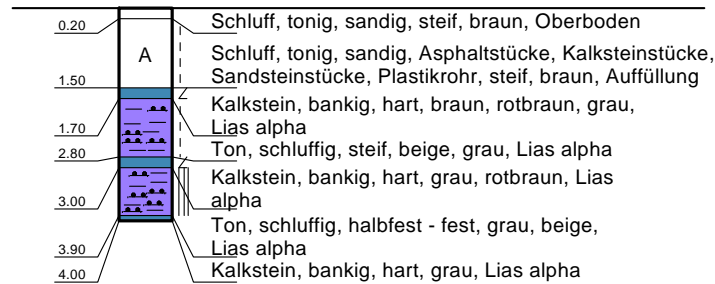 0.20 Schluff, tonig, sandig, steif, braun, Oberboden
A
Schluff, tonig, sandig, Asphaltstücke, Kalksteinstücke,
1.50 Sandsteinstücke, Plastikrohr, steif, braun, Auffüllung
Kalkstein, bankig, hart, braun, rotbraun, grau,
1.70 Lias alpha
2.80 Ton, schluffig, steif, beige, grau, Lias alpha
Kalkstein, bankig, hart, grau, rotbraun, Lias
3.00 alpha
Ton, schluffig, halbfest - fest, grau, beige,
3.90 Lias alpha
4.00 Kalkstein, bankig, hart, grau, Lias alpha